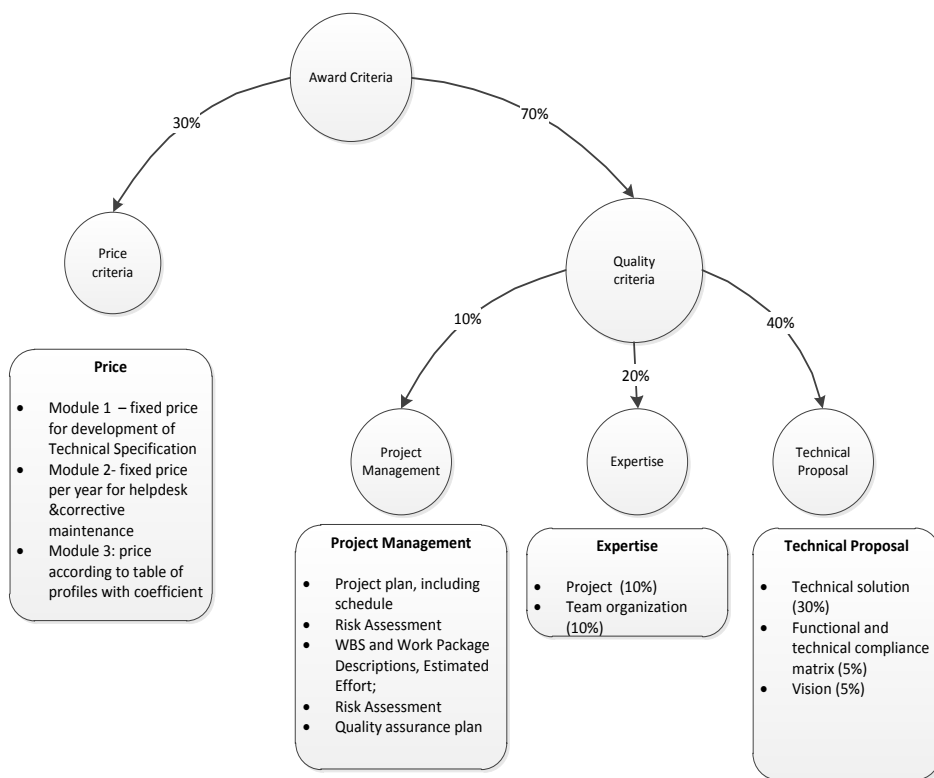 Award Criteria
30%
70%
Price
criteria
Quality
criteria
10%
20%
40%
Project
Management
Expertise
Technical
Proposal
Price
• Module 1 – fixed price
for development of
Technical Specification
• Module 2- fixed price
per year for helpdesk
&corrective
maintenance
• Module 3: price
according to table of
profiles with coefficient
Project Management
• Project plan, including
schedule
• Risk Assessment
• WBS and Work Package
Descriptions, Estimated
Effort;
• Risk Assessment
• Quality assurance plan
Expertise
• Project (10%)
• Team organization
(10%)
Technical Proposal
• Technical solution
(30%)
• Functional and
technical compliance
matrix (5%)
• Vision (5%)